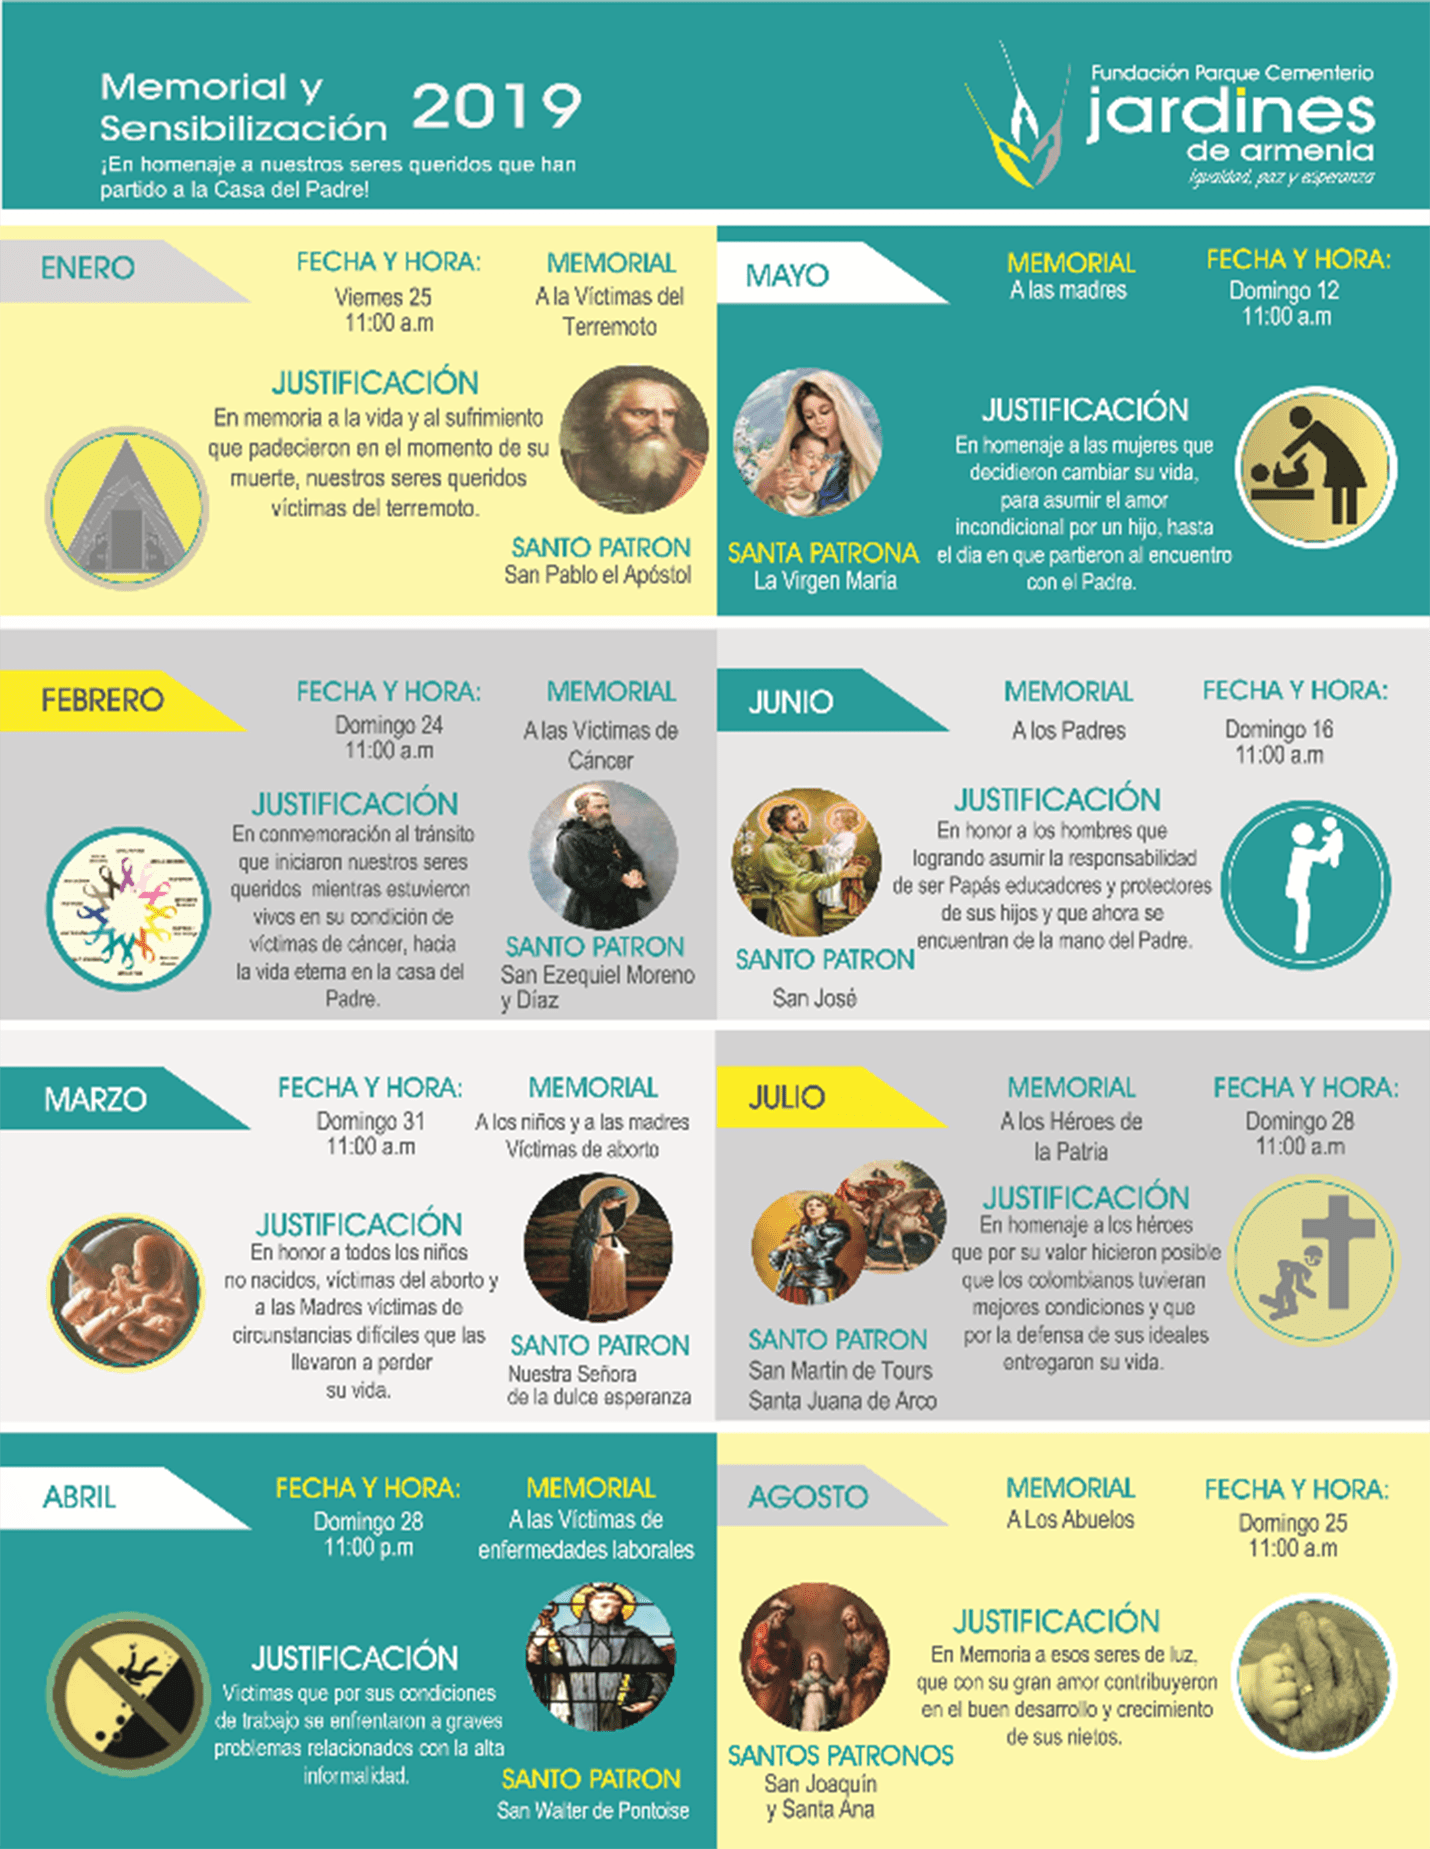 Memorial y
Sensibilización
2019
¡En homenaje a nuestros seres queridos que han
partido a la Casa del Padre!
Fundación Parque Cementerio
jardines
de armenia
Igualdad, paz y esperanza
ENERO
FECHA Y HORA:
Viernes 25
11:00 a.m
MEMORIAL
A la Víctimas del
Terremoto
JUSTIFICACIÓN
En memoria a la vida y al sufrimiento
que padecieron en el momento de su
muerte, nuestros seres queridos
víctimas del terremoto.
SANTO PATRON
San Pablo el Apóstol
FEBRERO
FECHA Y HORA:
Domingo 24
11:00 a.m
MEMORIAL
A las Víctimas de
Cáncer
JUSTIFICACIÓN
En conmemoración al tránsito
que iniciaron nuestros seres
queridos mientras estuvieron
vivos en su condición de
víctimas de cáncer, hacia
la vida eterna en la casa del
Padre.
SANTO PATRON
San Ezequiel Moreno
y Díaz
MARZO
FECHA Y HORA:
Domingo 31
11:00 a.m
MEMORIAL
A los niños y a las madres
Víctimas de aborto
JUSTIFICACIÓN
En honor a todos los niños
no nacidos, víctimas del aborto y
a las Madres víctimas de
circunstancias difíciles que las
llevaron a perder
su vida.
SANTO PATRON
Nuestra Señora
de la dulce esperanza
ABRIL
FECHA Y HORA:
Domingo 28
11:00 p.m
MEMORIAL
A las Víctimas de
enfermedades laborales
JUSTIFICACIÓN
Victimas que por sus condiciones
de trabajo se enfrentaron a graves
problemas relacionados con la alta
informalidad.
SANTO PATRON
San Walter de Pontoise
MAYO
MEMORIAL
A las madres
FECHA Y HORA:
Domingo 12
11:00 a.m
JUSTIFICACIÓN
En homenaje a las mujeres que
decidieron cambiar su vida,
para asumir el amor
incondicional por un hijo, hasta
el dia en que partieron al encuentro
con el Padre.
SANTA PATRONA
La Virgen María
JUNIO
MEMORIAL
A los Padres
FECHA Y HORA:
Domingo 16
11:00 a.m
JUSTIFICACIÓN
En honor a los hombres que
logrando asumir la responsabilidad
de ser Papás educadores y protectores
de sus hijos y que ahora se
encuentran de la mano del Padre.
SANTO PATRON
San José
JULIO
MEMORIAL
A los Héroes de
la Patria
FECHA Y HORA:
Domingo 28
11:00 a.m
JUSTIFICACIÓN
En homenaje a los héroes
que por su valor hicieron posible
que los colombianos tuvieran
mejores condiciones y que
por la defensa de sus ideales
entregaron su vida.
SANTO PATRON
San Martin de Tours
Santa Juana de Arco
AGOSTO
MEMORIAL
A Los Abuelos
FECHA Y HORA:
Domingo 25
11:00 a.m
JUSTIFICACIÓN
En Memoria a esos seres de luz,
que con su gran amor contribuyeron
en el buen desarrollo y crecimiento
de sus nietos.
SANTOS PATRONOS
San Joaquín
y Santa Ana